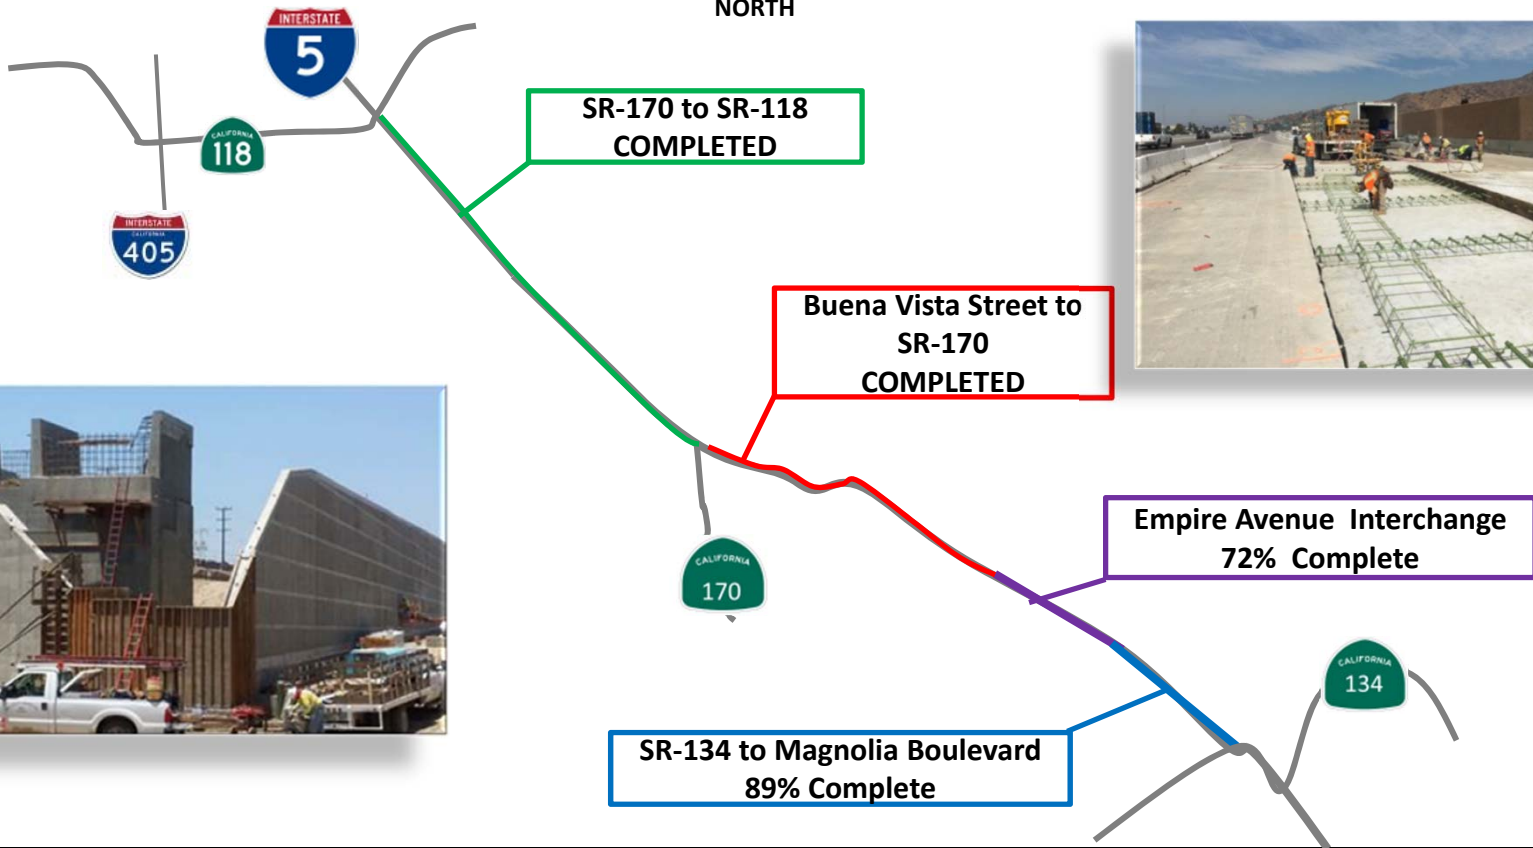 NORTH
INTERSTATE
5
SR-170 to SR-118
COMPLETED
CALIFORNIA
118
INTERSTATE
CALIFORNIA
405
Buena Vista Street to
SR-170
COMPLETED
Empire Avenue  Interchange
72%  Complete
CALIFORNIA
170
CALIFORNIA
134
SR-134 to Magnolia Boulevard
89% Complete